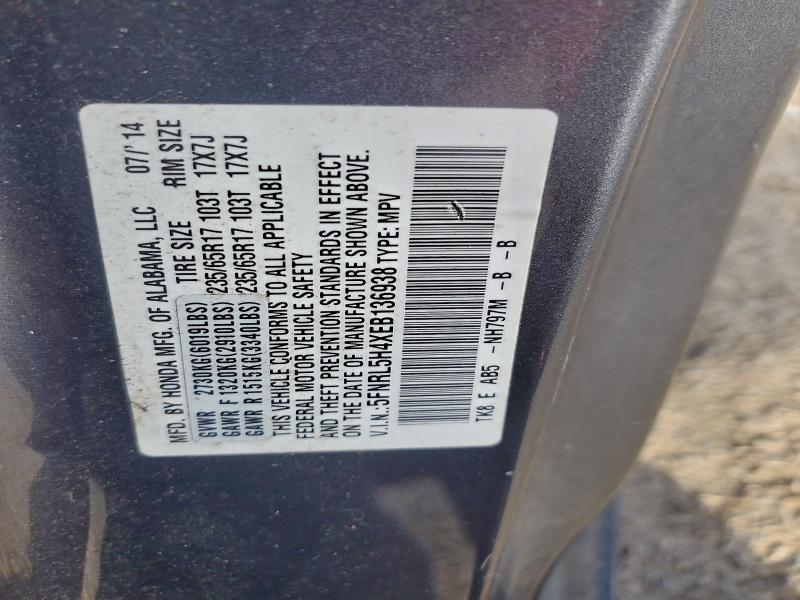 MFD. BY HONDA MFG. OF ALABAMA, LLC 07/'14
TIRE SIZE RIM SIZE
GVWR 2730KG(6019LBS)
GAWR F 1320KG(2910LBS) 235/65R17 103T 17X7J
GAWR R 1515KG(3340LBS) 235/65R17 103T 17X7J
THIS VEHICLE CONFORMS TO ALL APPLICABLE
FEDERAL MOTOR VEHICLE SAFETY
AND THEFT PREVENTION STANDARDS IN EFFECT
ON THE DATE OF MANUFACTURE SHOWN ABOVE.
V.I.N.:5FNRL5H4XEB136938 TYPE: MPV
TK8 E AB5 -NH797M -B -B